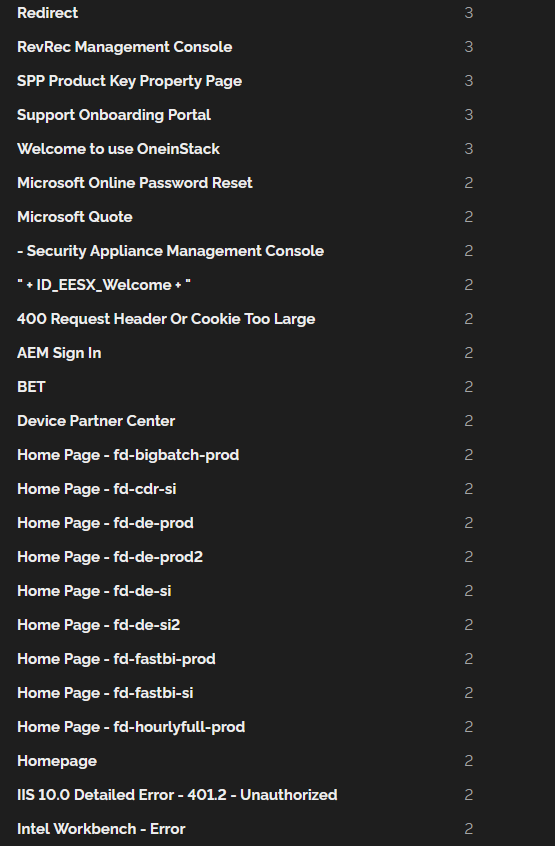 Redirect 3
RevRec Management Console 3
SPP Product Key Property Page 3
Support Onboarding Portal 3
Welcome to use OneinStack 3
Microsoft Online Password Reset 2
Microsoft Quote 2
- Security Appliance Management Console 2
" + ID_EESX_Welcome + " 2
400 Request Header Or Cookie Too Large 2
AEM Sign In 2
BET 2
Device Partner Center 2
Home Page - fd-bigbatch-prod 2
Home Page - fd-cdr-si 2
Home Page - fd-de-prod 2
Home Page - fd-de-prod2 2
Home Page - fd-de-si 2
Home Page - fd-de-si2 2
Home Page - fd-fastbi-prod 2
Home Page - fd-fastbi-si 2
Home Page - fd-hourlyfull-prod 2
Homepage 2
IIS 10.0 Detailed Error - 401.2 - Unauthorized 2
Intel Workbench - Error 2